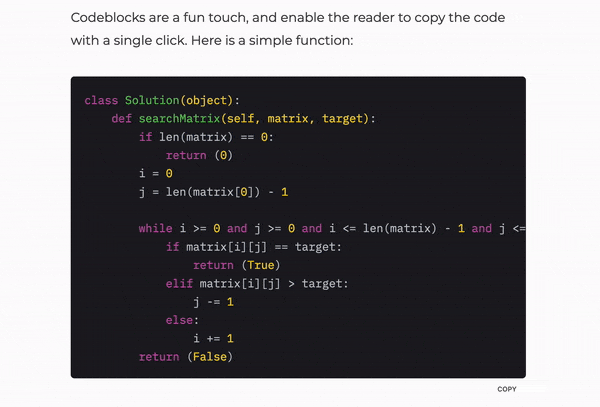 Codeblocks are a fun touch, and enable the reader to copy the code
with a single click. Here is a simple function:
class Solution(object):
    def searchMatrix(self, matrix, target):
        if len(matrix) == 0:
            return (0)
        i = 0
        j = len(matrix[0]) - 1

        while i >= 0 and j >= 0 and i <= len(matrix) - 1 and j <=
            if matrix[i][j] == target:
                return (True)
            elif matrix[i][j] > target:
                j -= 1
            else:
                i += 1
        return (False)
COPY